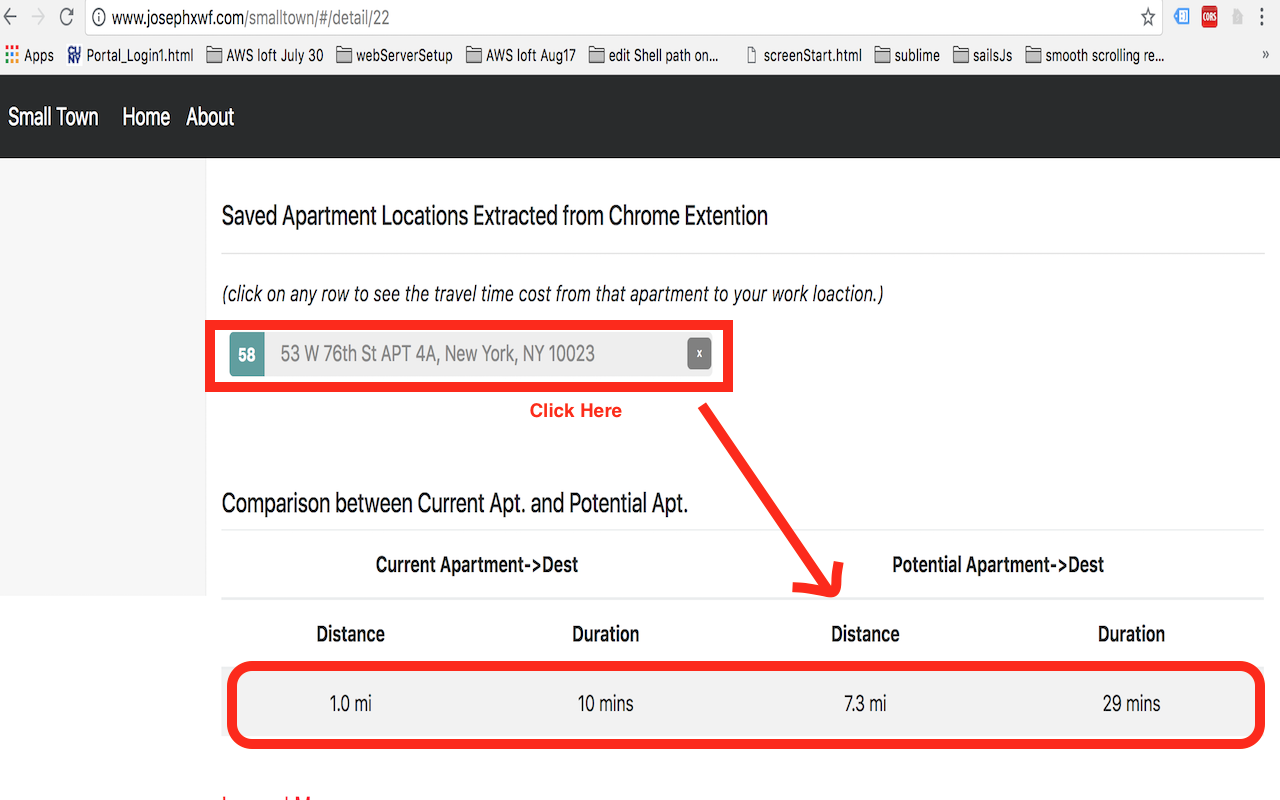 www.josephxwf.com/smalltown/#/detail/22
CORS
Apps Portal_Login1.html AWS loft July 30 webServerSetup AWS loft Aug17 edit Shell path on... screenStart.html sublime sailsJs smooth scrolling re... »
Small Town Home About
Saved Apartment Locations Extracted from Chrome Extention
(click on any row to see the travel time cost from that apartment to your work loaction.)
58 53 W 76th St APT 4A, New York, NY 10023 x
Click Here
Comparison between Current Apt. and Potential Apt.
Current Apartment->Dest Potential Apartment->Dest
Distance Duration Distance Duration
1.0 mi 10 mins 7.3 mi 29 mins